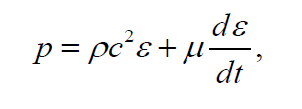 p = ρc²ε + μ dε/dt,